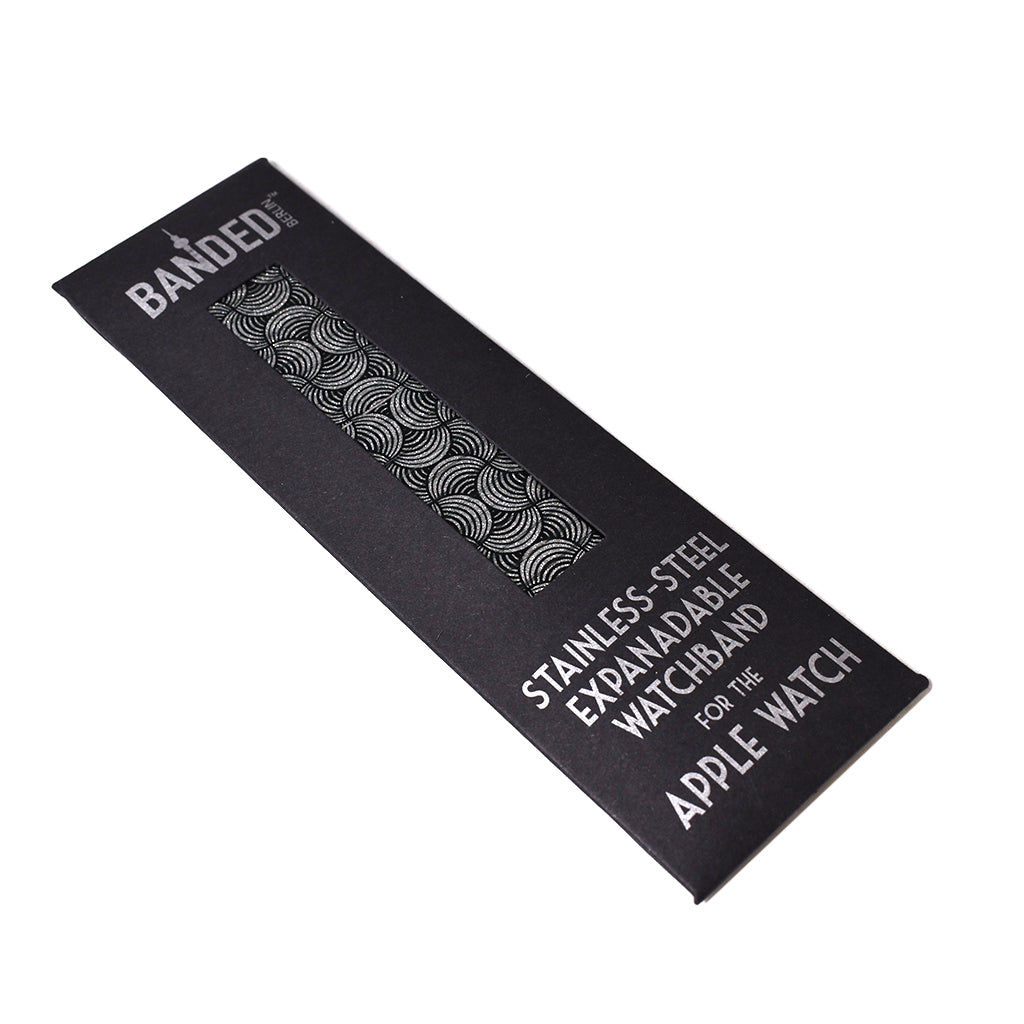 BANDED
BERLIN
STAINLESS-STEEL
EXPANADABLE
WATCHBAND
FOR THE
APPLE WATCH